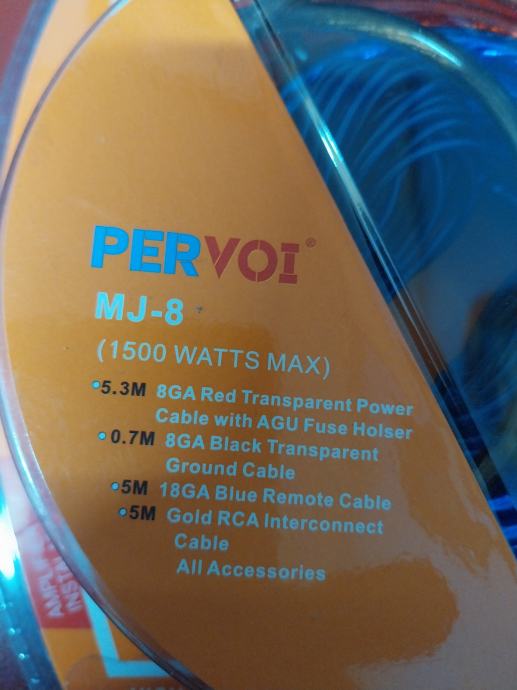 PERVOI®
MJ-8
(1500 WATTS MAX)
•5.3M 8GA Red Transparent Power
Cable with AGU Fuse Holser
•0.7M 8GA Black Transparent
Ground Cable
•5M 18GA Blue Remote Cable
•5M Gold RCA Interconnect
Cable
All Accessories